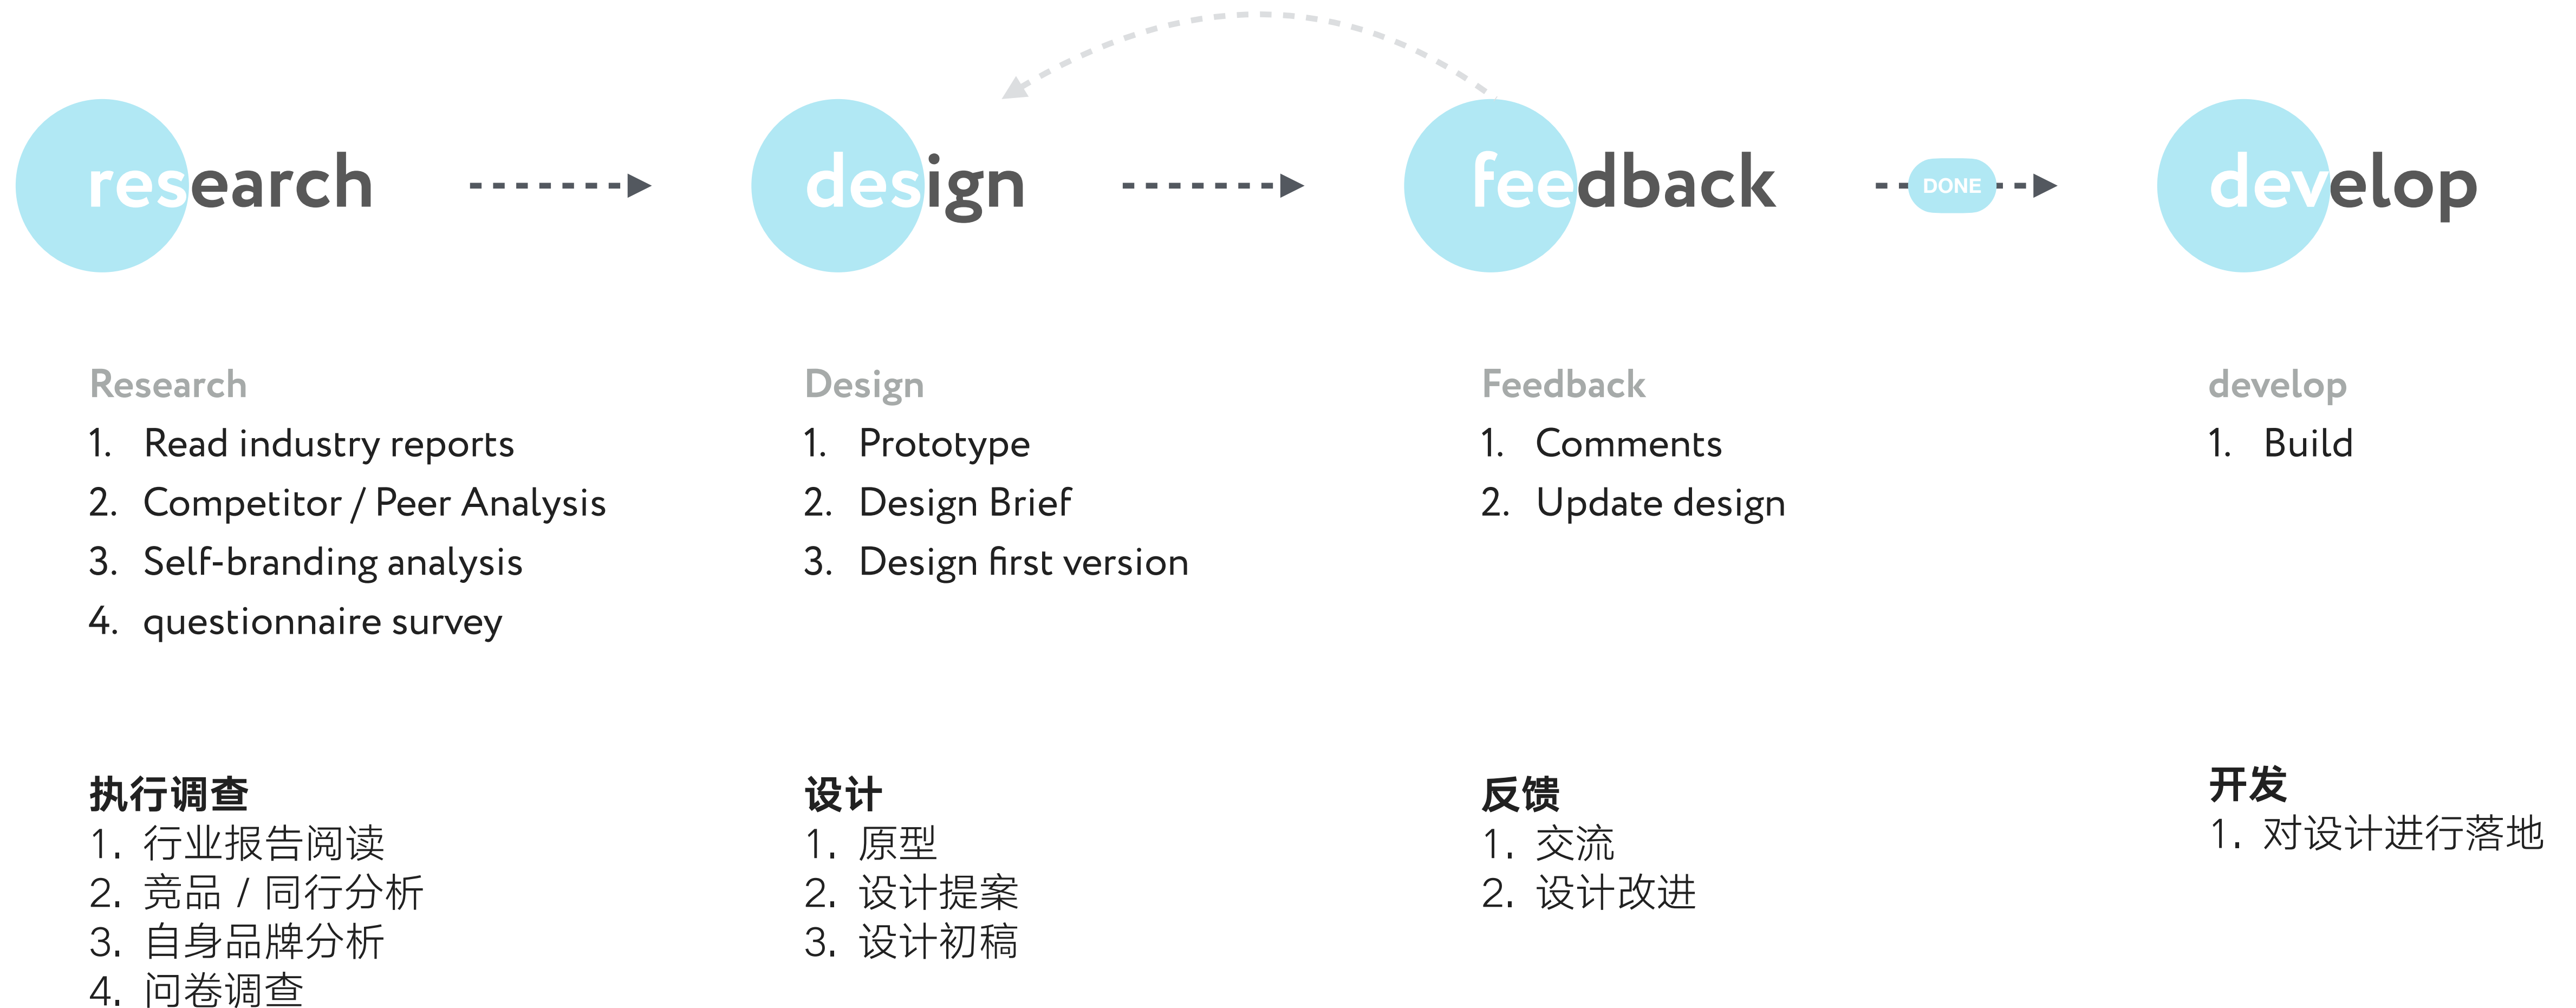 research
design
feedback
DONE
develop
Research
1. Read industry reports
2. Competitor / Peer Analysis
3. Self-branding analysis
4. questionnaire survey
Design
1. Prototype
2. Design Brief
3. Design first version
Feedback
1. Comments
2. Update design
develop
1. Build
执行调查
1. 行业报告阅读
2. 竞品 / 同行分析
3. 自身品牌分析
4. 问卷调查
设计
1. 原型
2. 设计提案
3. 设计初稿
反馈
1. 交流
2. 设计改进
开发
1. 对设计进行落地